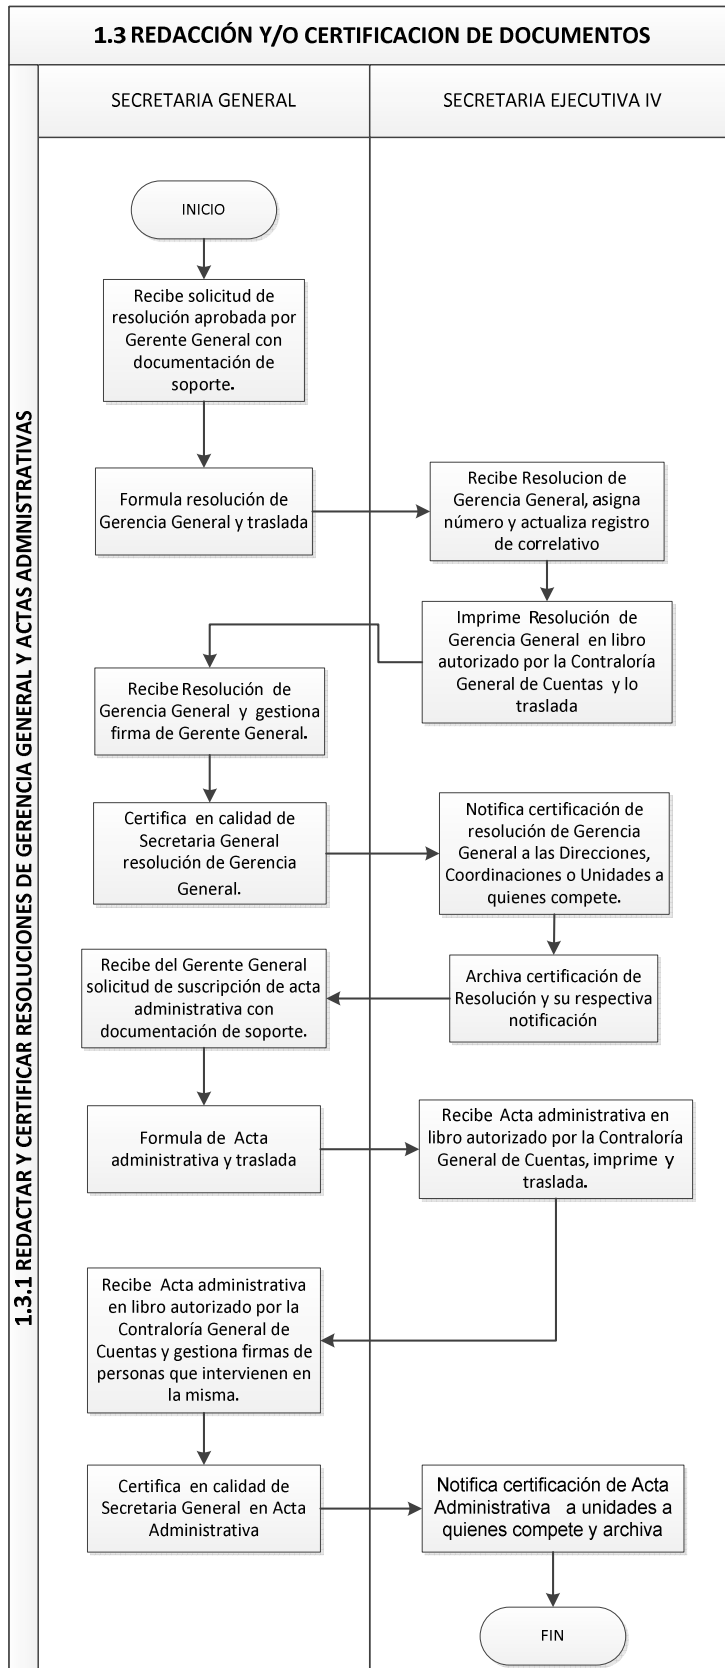 1.3 REDACCIÓN Y/O CERTIFICACION DE DOCUMENTOS
1.3.1 REDACTAR Y CERTIFICAR RESOLUCIONES DE GERENCIA GENERAL Y ACTAS ADMNISTRATIVAS
SECRETARIA GENERAL
SECRETARIA EJECUTIVA IV
INICIO
Recibe solicitud de
resolución aprobada por
Gerente General con
documentación de
soporte.
Formula resolución de
Gerencia General y traslada
Recibe Resolucion de
Gerencia General, asigna
número y actualiza registro
de correlativo
Imprime Resolución de
Gerencia General en libro
autorizado por la Contraloría
General de Cuentas y lo
traslada
Recibe Resolución de
Gerencia General y gestiona
firma de Gerente General.
Certifica en calidad de
Secretaria General
resolución de Gerencia
General.
Notifica certificación de
resolución de Gerencia
General a las Direcciones,
Coordinaciones o Unidades a
quienes compete.
Archiva certificación de
Resolución y su respectiva
notificación
Recibe del Gerente General
solicitud de suscripción de acta
administrativa con
documentación de soporte.
Formula de Acta
administrativa y traslada
Recibe Acta administrativa en
libro autorizado por la Contraloría
General de Cuentas, imprime y
traslada.
Recibe Acta administrativa
en libro autorizado por la
Contraloría General de
Cuentas y gestiona firmas de
personas que intervienen en
la misma.
Certifica en calidad de
Secretaria General en Acta
Administrativa
Notifica certificación de Acta
Administrativa a unidades a
quienes compete y archiva
FIN